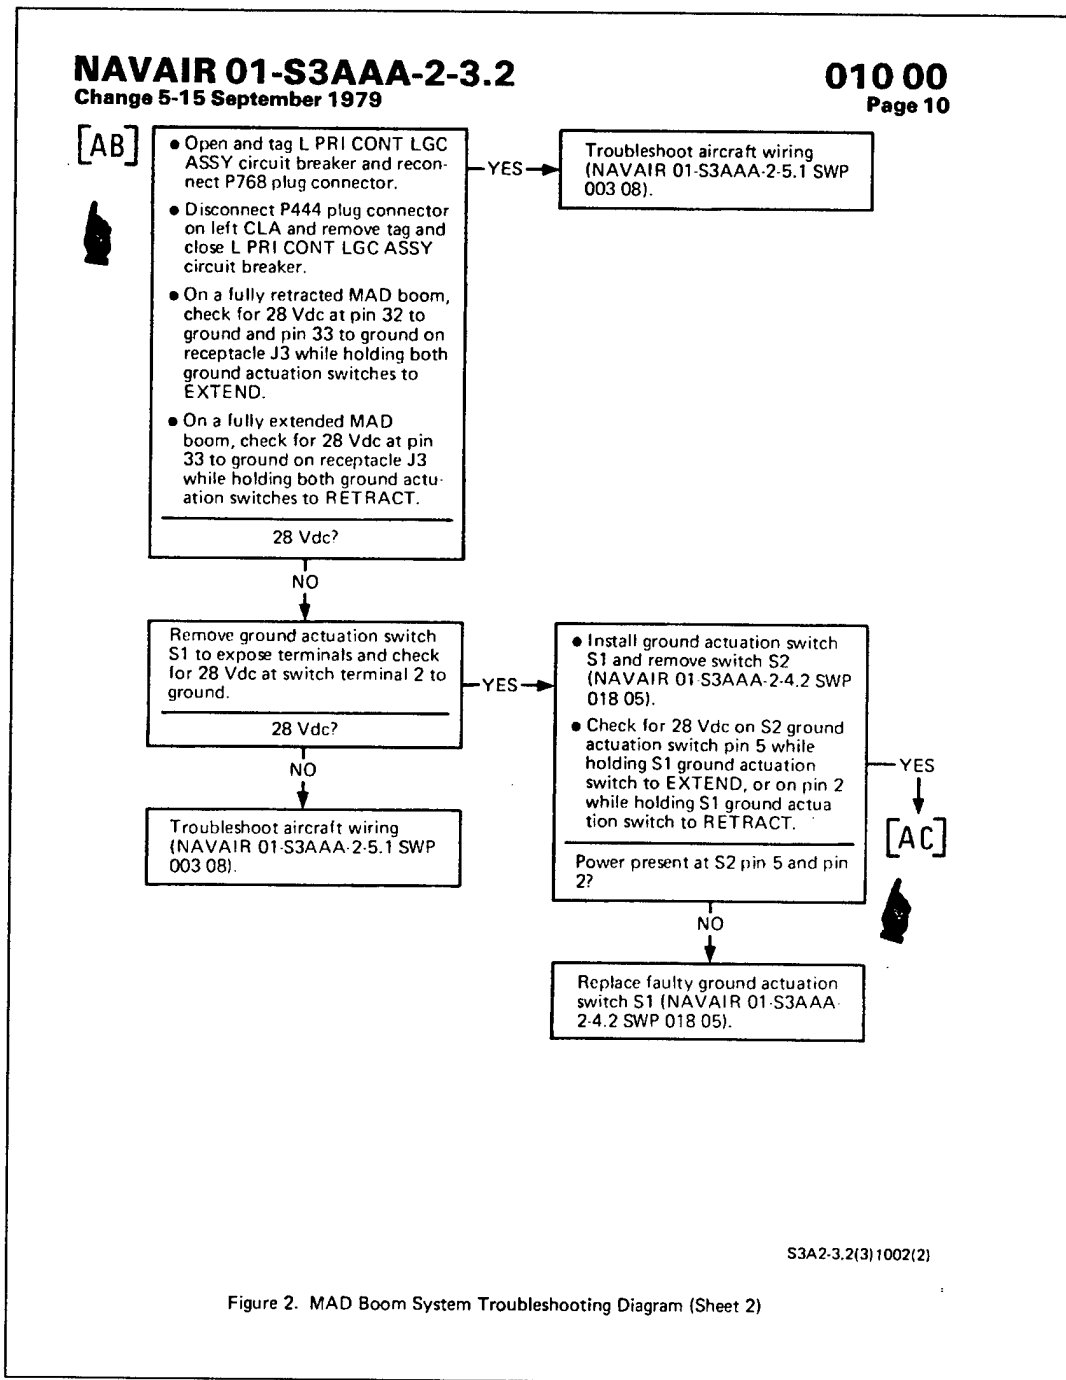 NAVAIR 01-S3AAA-2-3.2
Change 5-15 September 1979
010 00
Page 10
[AB]
● Open and tag L PRI CONT LGC
ASSY circuit breaker and recon-
nect P768 plug connector.
● Disconnect P444 plug connector
on left CLA and remove tag and
close L PRI CONT LGC ASSY
circuit breaker.
● On a fully retracted MAD boom,
check for 28 Vdc at pin 32 to
ground and pin 33 to ground on
receptacle J3 while holding both
ground actuation switches to
EXTEND.
● On a fully extended MAD
boom, check for 28 Vdc at pin
33 to ground on receptacle J3
while holding both ground actu-
ation switches to RETRACT.
28 Vdc?
YES
Troubleshoot aircraft wiring
(NAVAIR 01-S3AAA-2-5.1 SWP
003 08).
NO
Remove ground actuation switch
S1 to expose terminals and check
for 28 Vdc at switch terminal 2 to
ground.
28 Vdc?
YES
● Install ground actuation switch
S1 and remove switch S2
(NAVAIR 01-S3AAA-2-4.2 SWP
018 05).
● Check for 28 Vdc on S2 ground
actuation switch pin 5 while
holding S1 ground actuation
switch to EXTEND, or on pin 2
while holding S1 ground actua
tion switch to RETRACT.
Power present at S2 pin 5 and pin
2?
YES
[AC]
NO
Troubleshoot aircraft wiring
(NAVAIR 01-S3AAA-2-5.1 SWP
003 08).
NO
Replace faulty ground actuation
switch S1 (NAVAIR 01-S3AAA-
2-4.2 SWP 018 05).
S3A2-3.2(3)1002(2)
Figure 2. MAD Boom System Troubleshooting Diagram (Sheet 2)